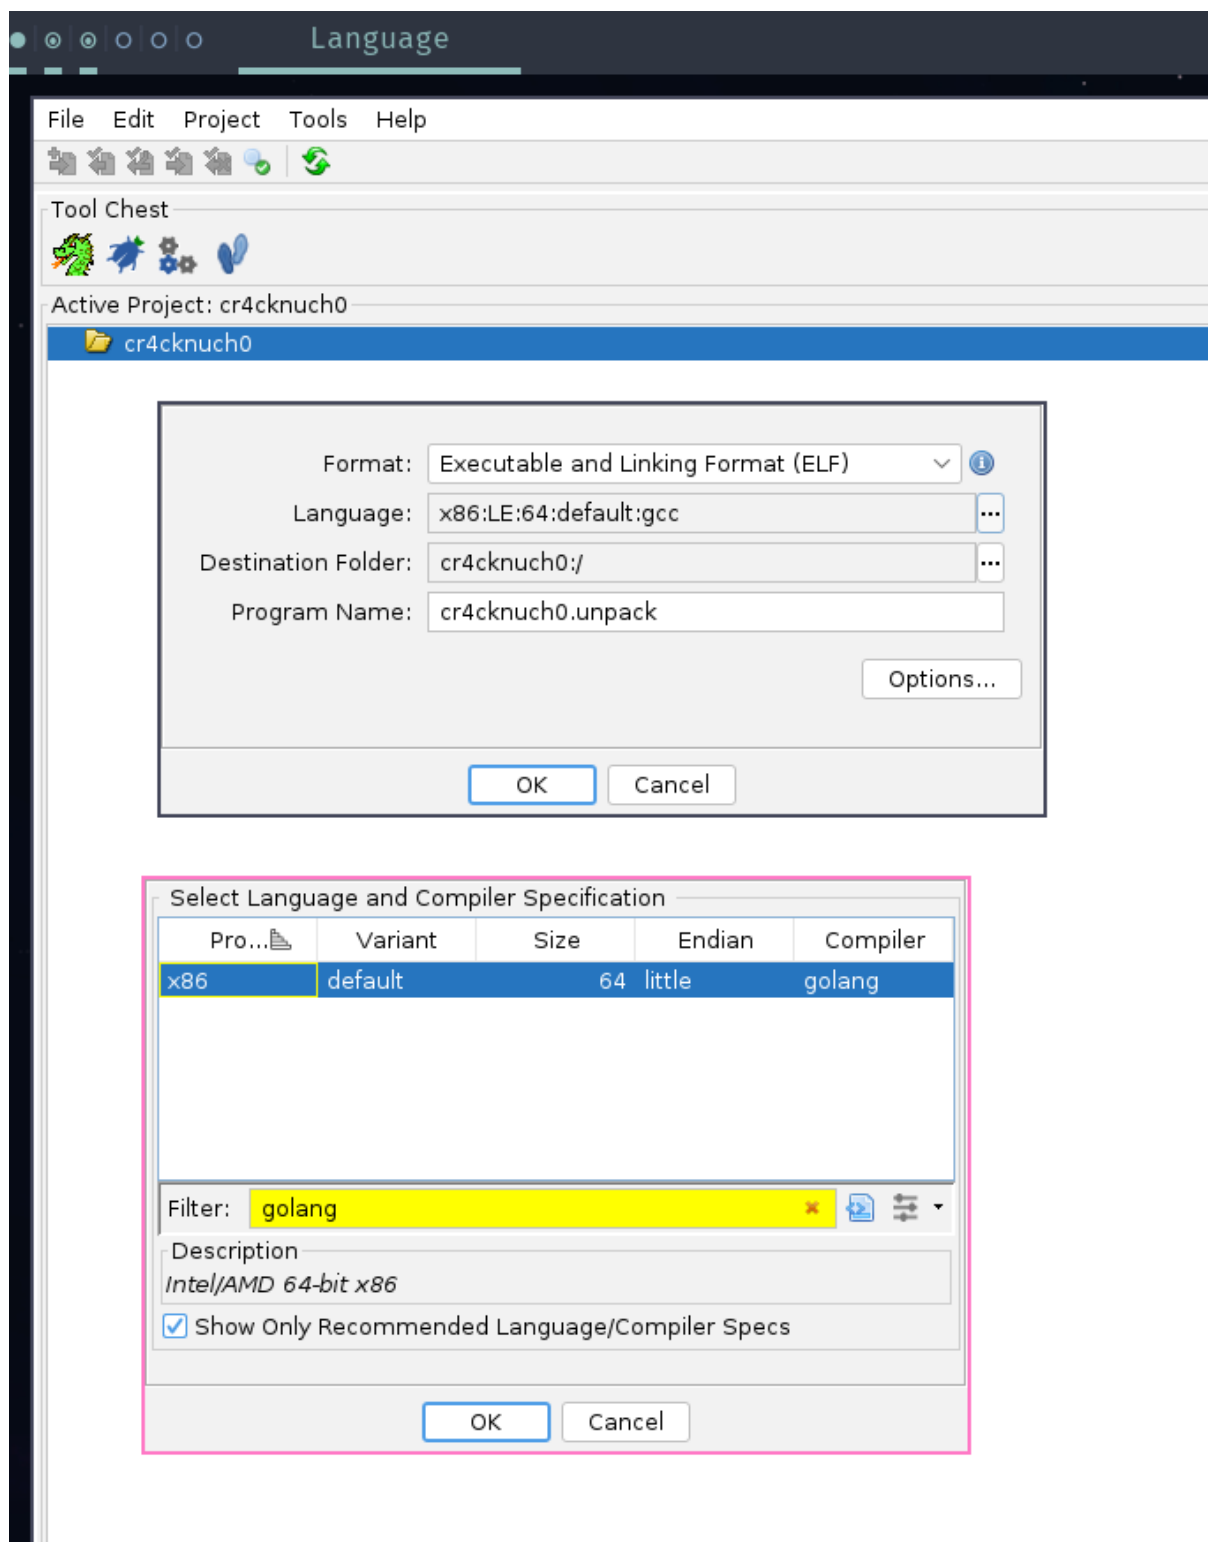 Language
File Edit Project Tools Help
Tool Chest
Active Project: cr4cknuch0
cr4cknuch0
Format: Executable and Linking Format (ELF)
Language: x86:LE:64:default:gcc ...
Destination Folder: cr4cknuch0:/ ...
Program Name: cr4cknuch0.unpack
Options...
OK Cancel
Select Language and Compiler Specification
Pro... Variant Size Endian Compiler
x86 default 64 little golang
Filter: golang
Description
Intel/AMD 64-bit x86
Show Only Recommended Language/Compiler Specs
OK Cancel